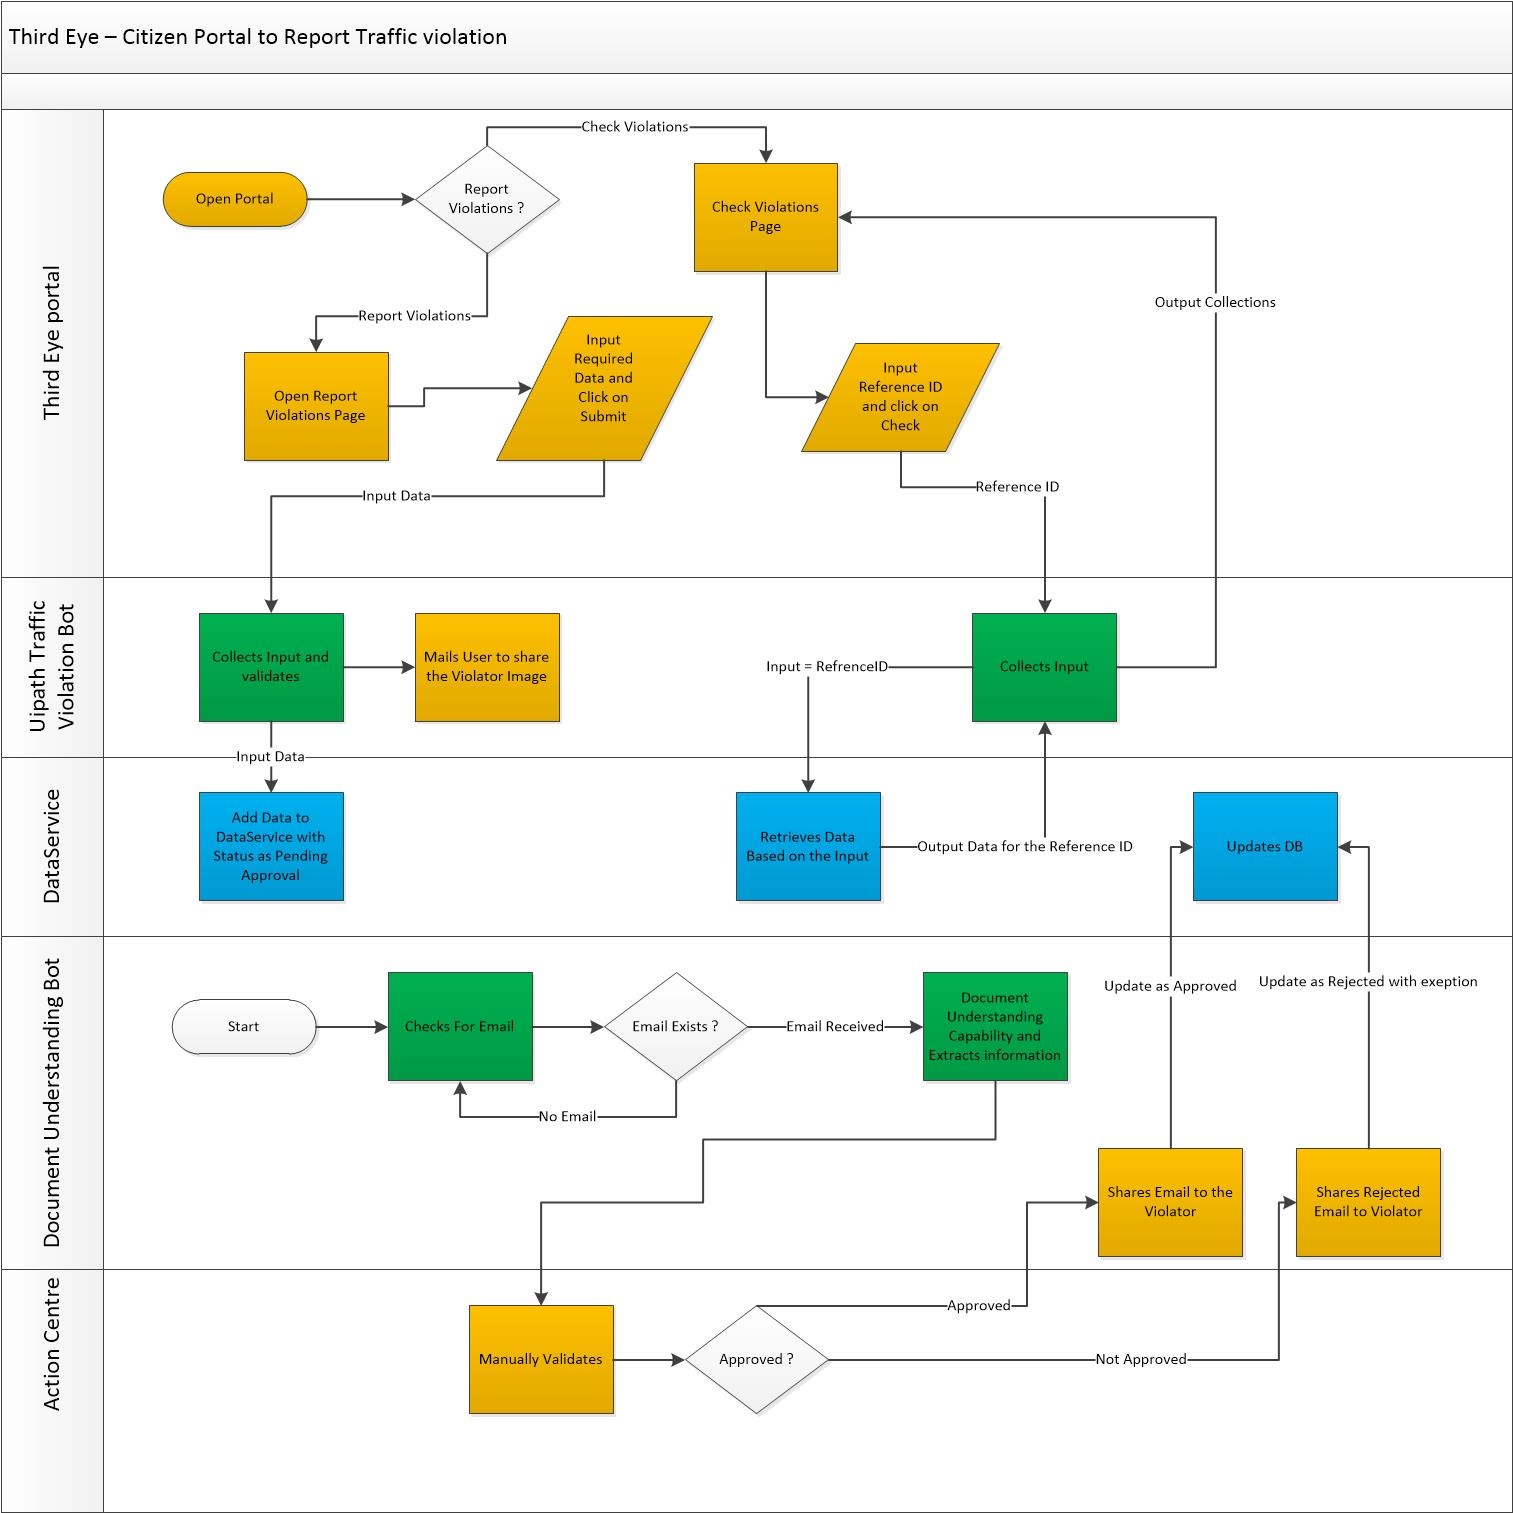 Third Eye – Citizen Portal to Report Traffic violation
Third Eye portal
Check Violations
Open Portal
Report
Violations ?
Check Violations
Page
Output Collections
Report Violations
Open Report
Violations Page
Input
Required
Data and
Click on
Submit
Input
Reference ID
and click on
Check
Input Data
Reference ID
Uipath Traffic
Violation Bot
Collects Input and
validates
Mails User to share
the Violator Image
Input = RefrenceID
Collects Input
Input Data
DataService
Add Data to
DataService with
Status as Pending
Approval
Retrieves Data
Based on the Input
Output Data for the Reference ID
Updates DB
Document Understanding Bot
Update as Approved
Update as Rejected with exeption
Start
Checks For Email
Email Exists ?
Email Received
Document
Understanding
Capability and
Extracts information
No Email
Shares Email to the
Violator
Shares Rejected
Email to Violator
Action Centre
Approved
Manually Validates
Approved ?
Not Approved